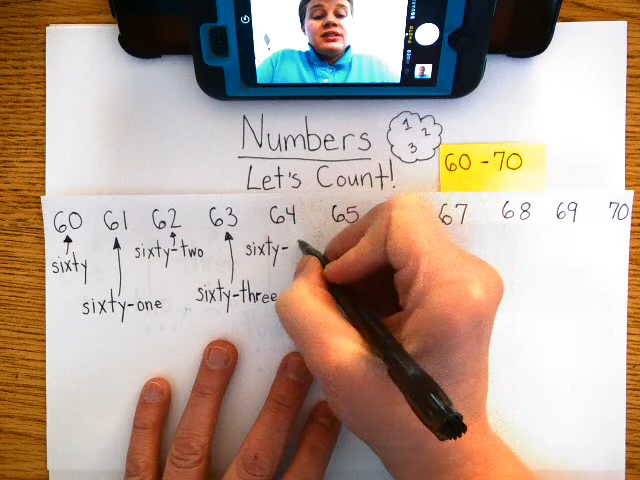 Numbers
1 2 3
Let's Count!
60 - 70
60 61 62 63 64 65 67 68 69 70
sixty-two sixty-
sixty
sixty-one sixty-three
PHOTO